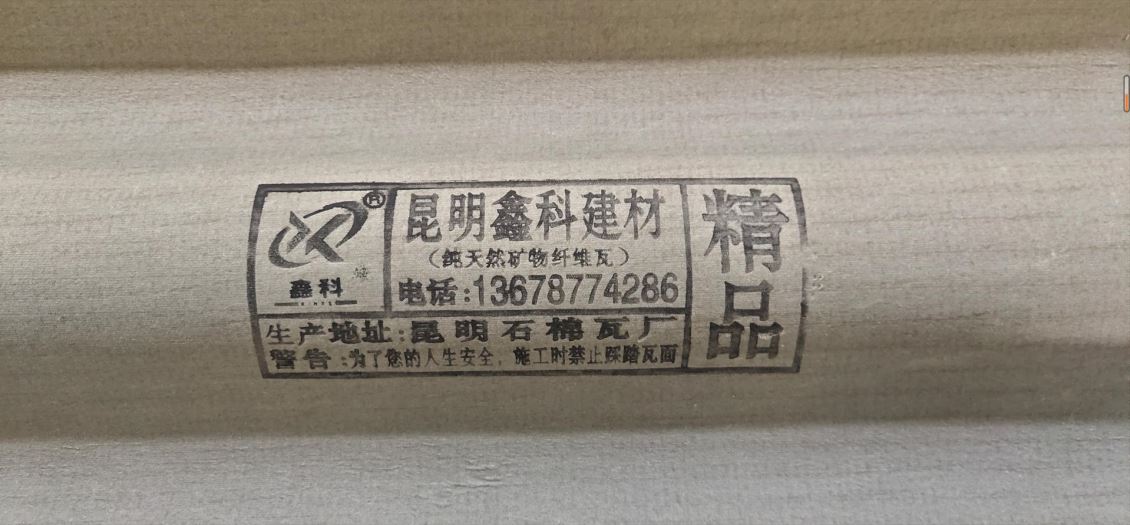 ®
鑫科
昆明鑫科建材
（纯天然矿物纤维瓦）
电话:13678774286
精品
生产地址:昆明石棉瓦厂
警告:为了您的人生安全，施工时禁止踩踏瓦面